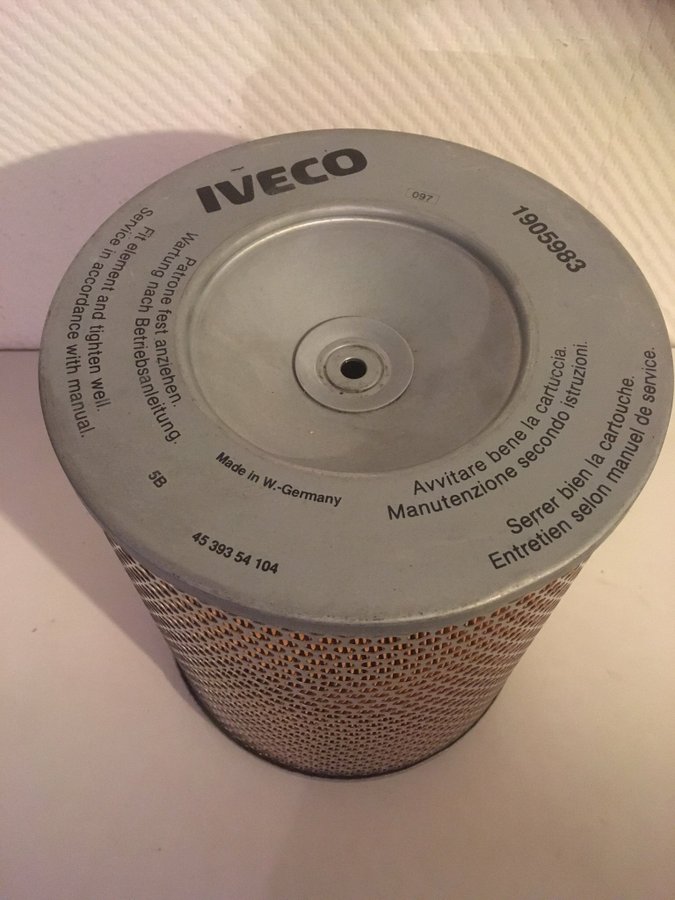 IVECO
097
1905983
Fit element and tighten well.
Service in accordance with manual.
Patrone fest anziehen.
Wartung nach Betriebsanleitung.
Avvitare bene la cartuccia.
Manutenzione secondo istruzioni.
Serrer bien la cartouche.
Entretien selon manuel de service.
5B
Made in W.-Germany
45 393 54 104